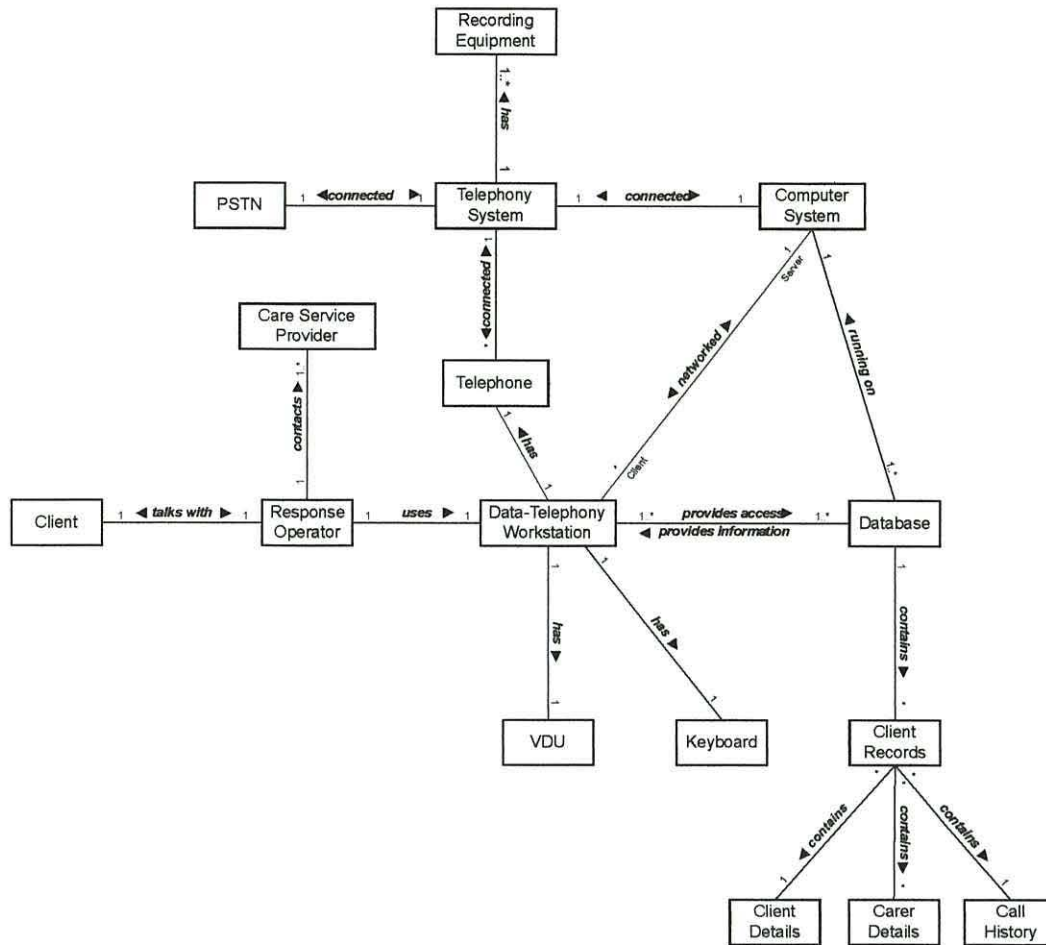 Recording
Equipment
1..*
◄ has
1
PSTN
1
◄connected ►
1
Telephony
System
1
◄ connected ►
1
Computer
System
1
◄connected ►
*
1
Server
◄ networked ►
*
Client
1
◄ running on
1..*
Care Service
Provider
1..*
contacts ►
1
Telephone
1
◄has
1
Client
1
◄ talks with ►
1
Response
Operator
1
uses
1
Data-Telephony
Workstation
1..*
provides access ►
◄ provides information
1..*
Database
1
has ►
1
1
has ►
1
1
contains ►
*
VDU
Keyboard
Client
Records
*
◄ contains
1
*
contains ►
*
*
contains ►
1
Client
Details
Carer
Details
Call
History